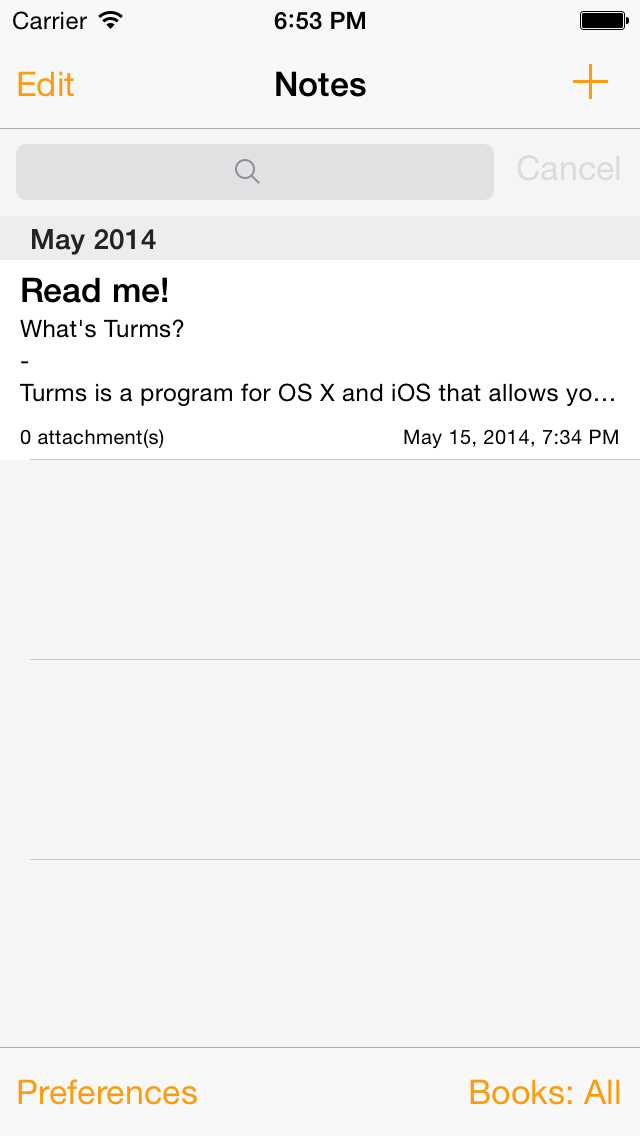 Carrier 6:53 PM
Edit Notes
Cancel
May 2014
Read me!
What's Turms?
-
Turms is a program for OS X and iOS that allows yo...
0 attachment(s) May 15, 2014, 7:34 PM
Preferences Books: All